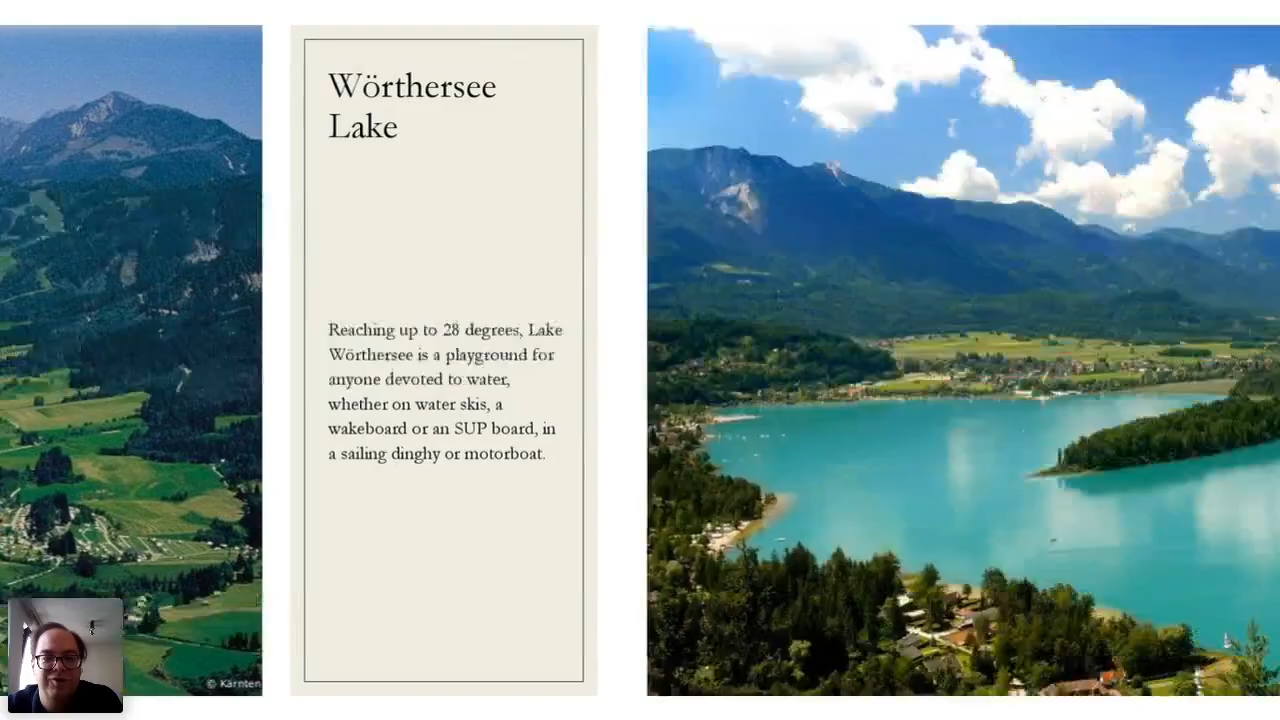 Wörthersee
Lake
Reaching up to 28 degrees, Lake
Wörthersee is a playground for
anyone devoted to water,
whether on water skis, a
wakeboard or an SUP board, in
a sailing dinghy or motorboat.
© Kärnten